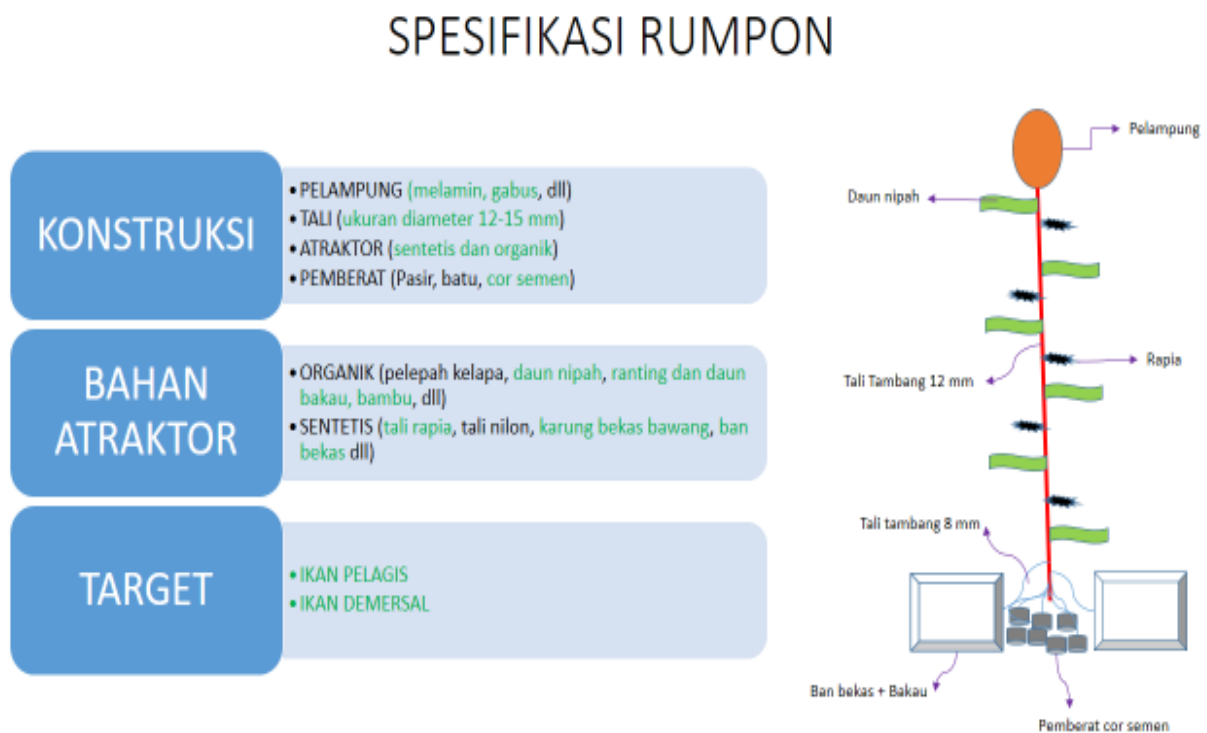 SPESIFIKASI RUMPON
KONSTRUKSI
•PELAMPUNG (melamin, gabus, dll)
•TALI (ukuran diameter 12-15 mm)
•ATRAKTOR (sentetis dan organik)
•PEMBERAT (Pasir, batu, cor semen)
BAHAN
ATRAKTOR
•ORGANIK (pelepah kelapa, daun nipah, ranting dan daun
bakau, bambu, dll)
•SENTETIS (tali rapia, tali nilon, karung bekas bawang, ban
bekas dll)
TARGET
•IKAN PELAGIS
•IKAN DEMERSAL
Pelampung
Daun nipah
Rapia
Tali Tambang 12 mm
Tali tambang 8 mm
Ban bekas + Bakau
Pemberat cor semen